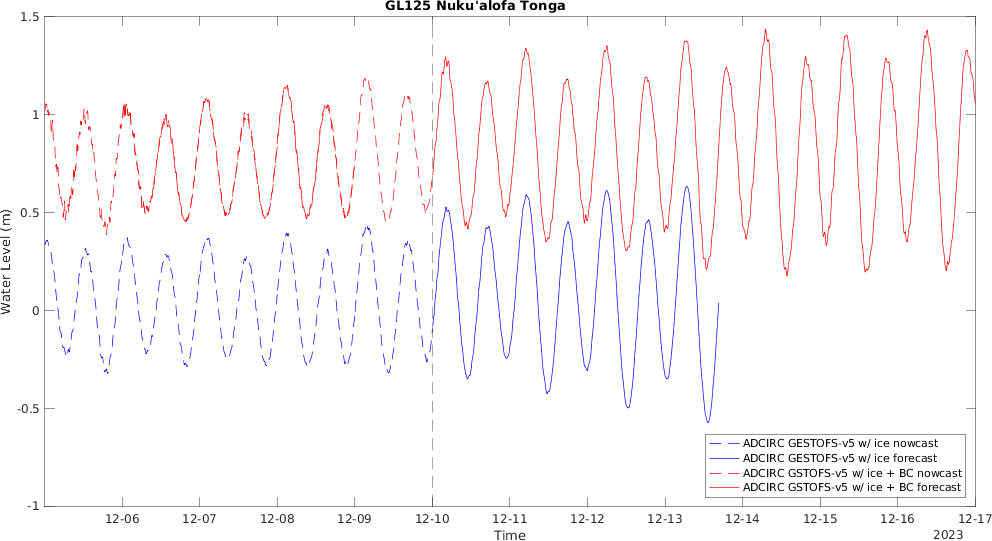 GL125 Nuku'alofa Tonga
Water Level (m)
1.5
1
0.5
0
-0.5
-1
ADCIRC GESTOFS-v5 w/ ice nowcast
ADCIRC GESTOFS-v5 w/ ice forecast
ADCIRC GSTOFS-v5 w/ ice + BC nowcast
ADCIRC GSTOFS-v5 w/ ice + BC forecast
12-06 12-07 12-08 12-09 12-10 12-11 12-12 12-13 12-14 12-15 12-16 12-17
Time
2023